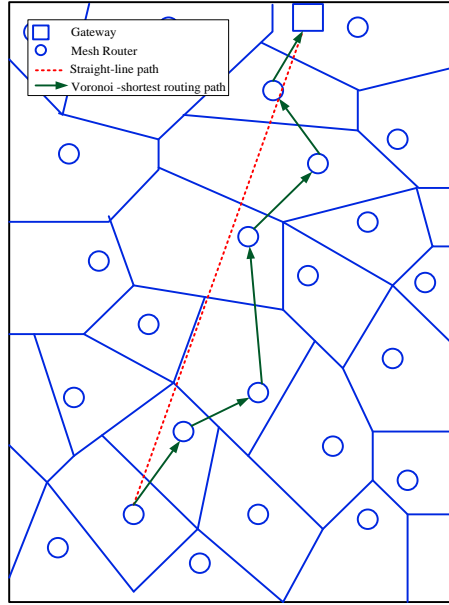 Gateway
Mesh Router
Straight-line path
Voronoi -shortest routing path